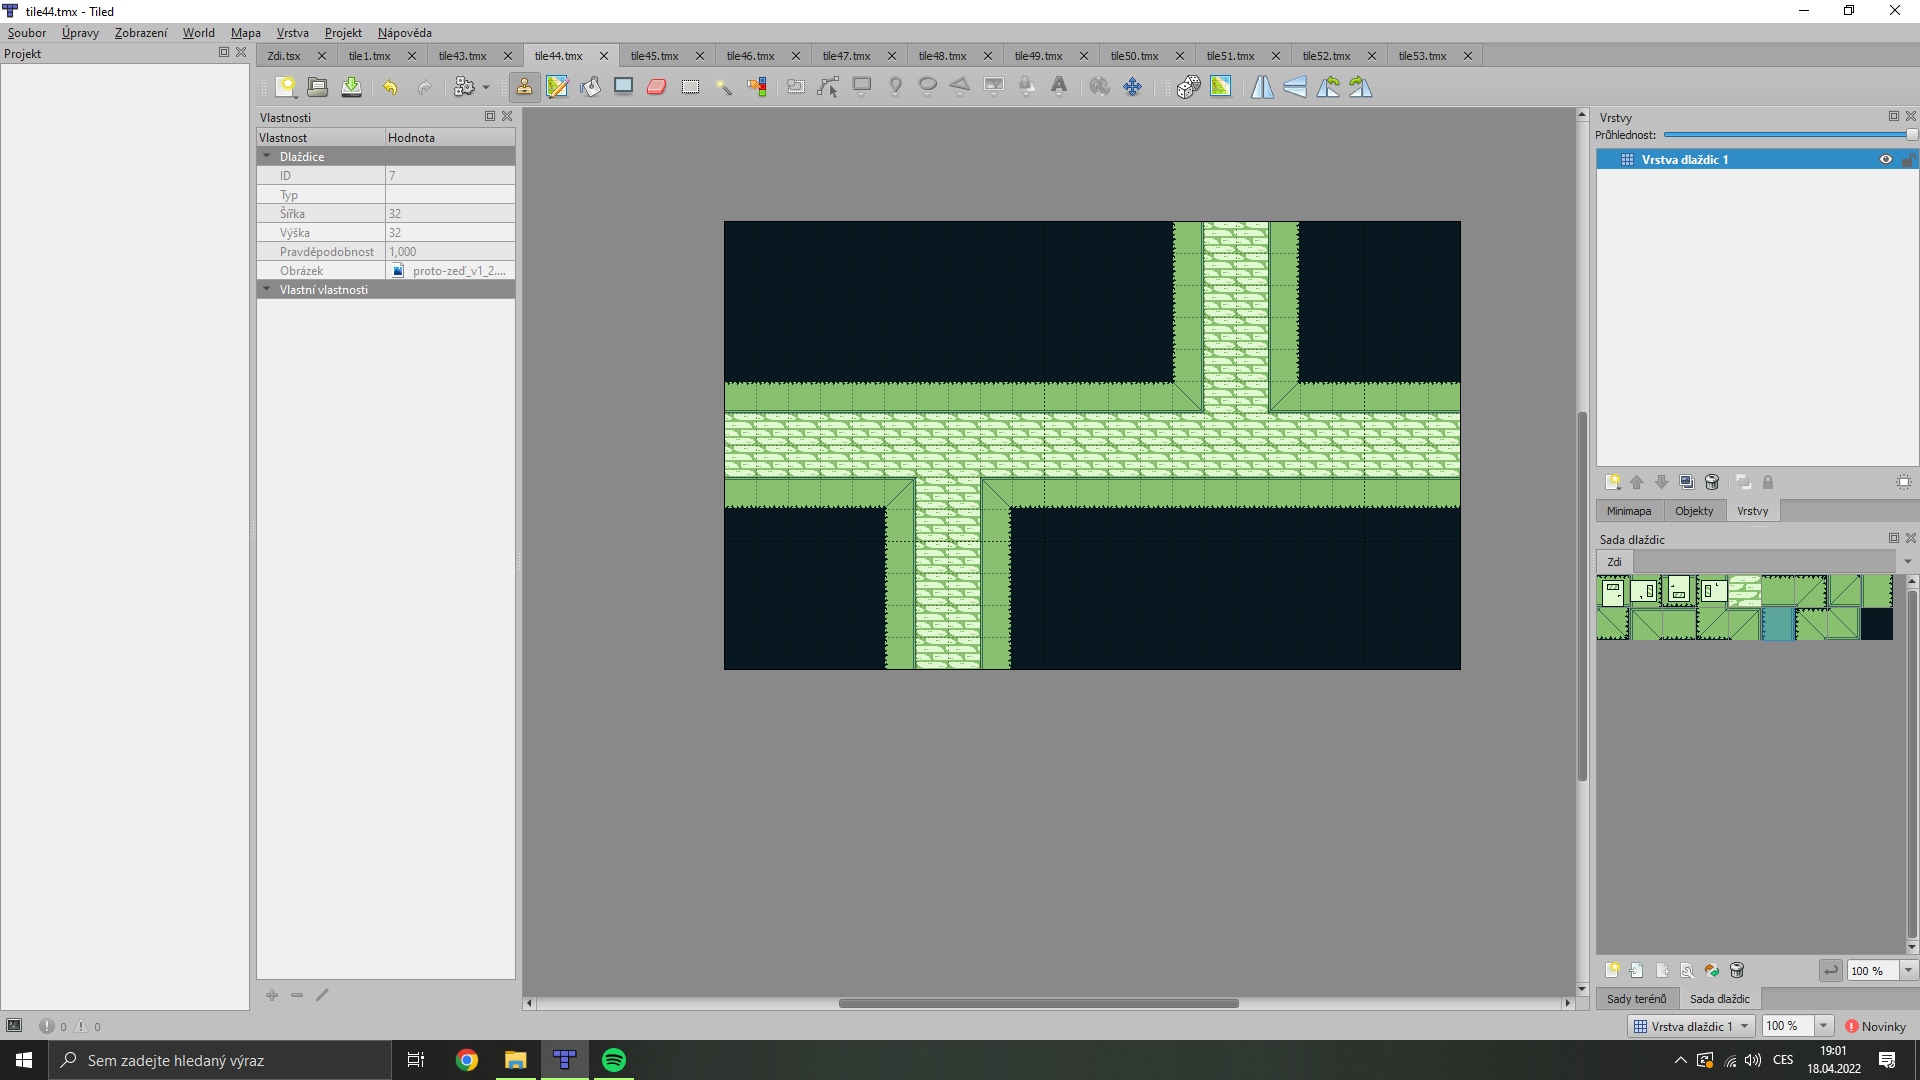 tile44.tmx - Tiled
Soubor Úpravy Zobrazení World Mapa Vrstva Projekt Nápověda
Projekt
Zdi.tsx tile1.tmx tile43.tmx tile44.tmx tile45.tmx tile46.tmx tile47.tmx tile48.tmx tile49.tmx tile50.tmx tile51.tmx tile52.tmx tile53.tmx
Vlastnosti
Vlastnost Hodnota
Dlaždice
ID 7
Typ
Šířka 32
Výška 32
Pravděpodobnost 1,000
Obrázek proto-zeď_v1_2....
Vlastní vlastnosti
Vrstvy
Průhlednost:
Vrstva dlaždic 1
Minimapa Objekty Vrstvy
Sada dlaždic
Zdi
100 %
Sady terénů Sada dlaždic
0 0
Vrstva dlaždic 1 100 % Novinky
Sem zadejte hledaný výraz
CES
19:01
18.04.2022